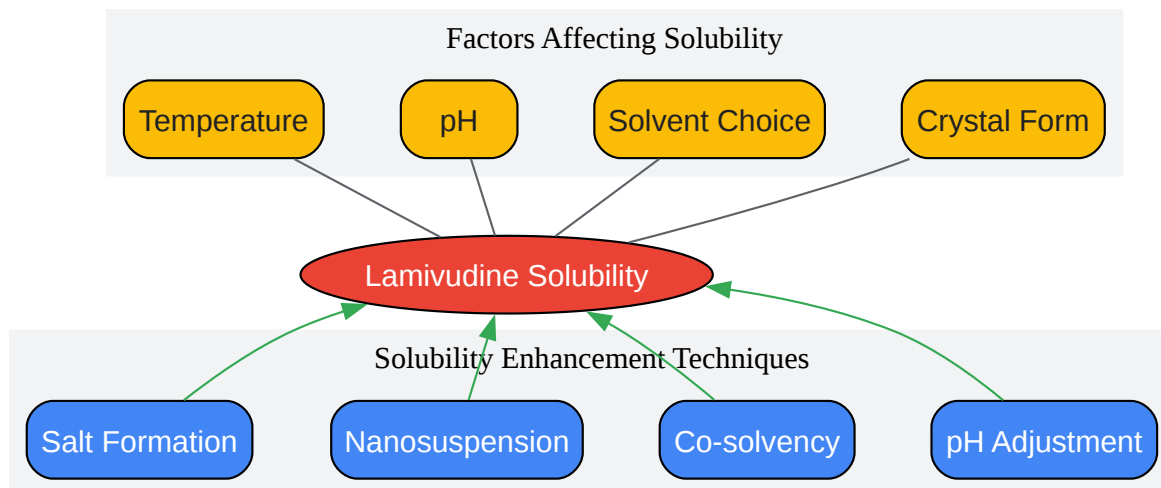 Factors Affecting Solubility
Temperature
pH
Solvent Choice
Crystal Form
Lamivudine Solubility
Solubility Enhancement Techniques
Salt Formation
Nanosuspension
Co-solvency
pH Adjustment